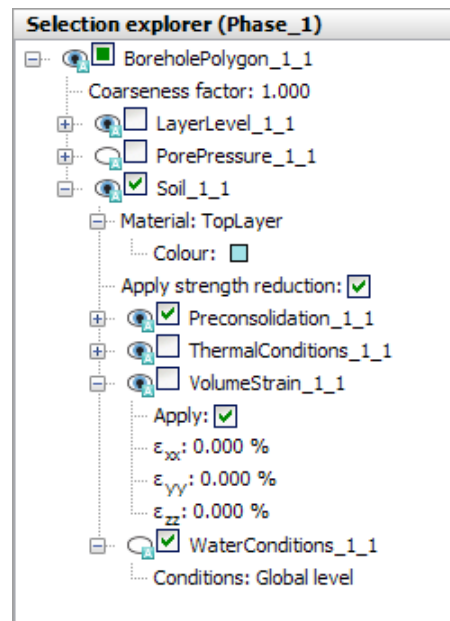 Selection explorer (Phase_1)
BoreholePolygon_1_1
Coarseness factor: 1.000
LayerLevel_1_1
PorePressure_1_1
Soil_1_1
Material: TopLayer
Colour:
Apply strength reduction:
Preconsolidation_1_1
ThermalConditions_1_1
VolumeStrain_1_1
Apply:
εxx: 0.000 %
εyy: 0.000 %
εzz: 0.000 %
WaterConditions_1_1
Conditions: Global level